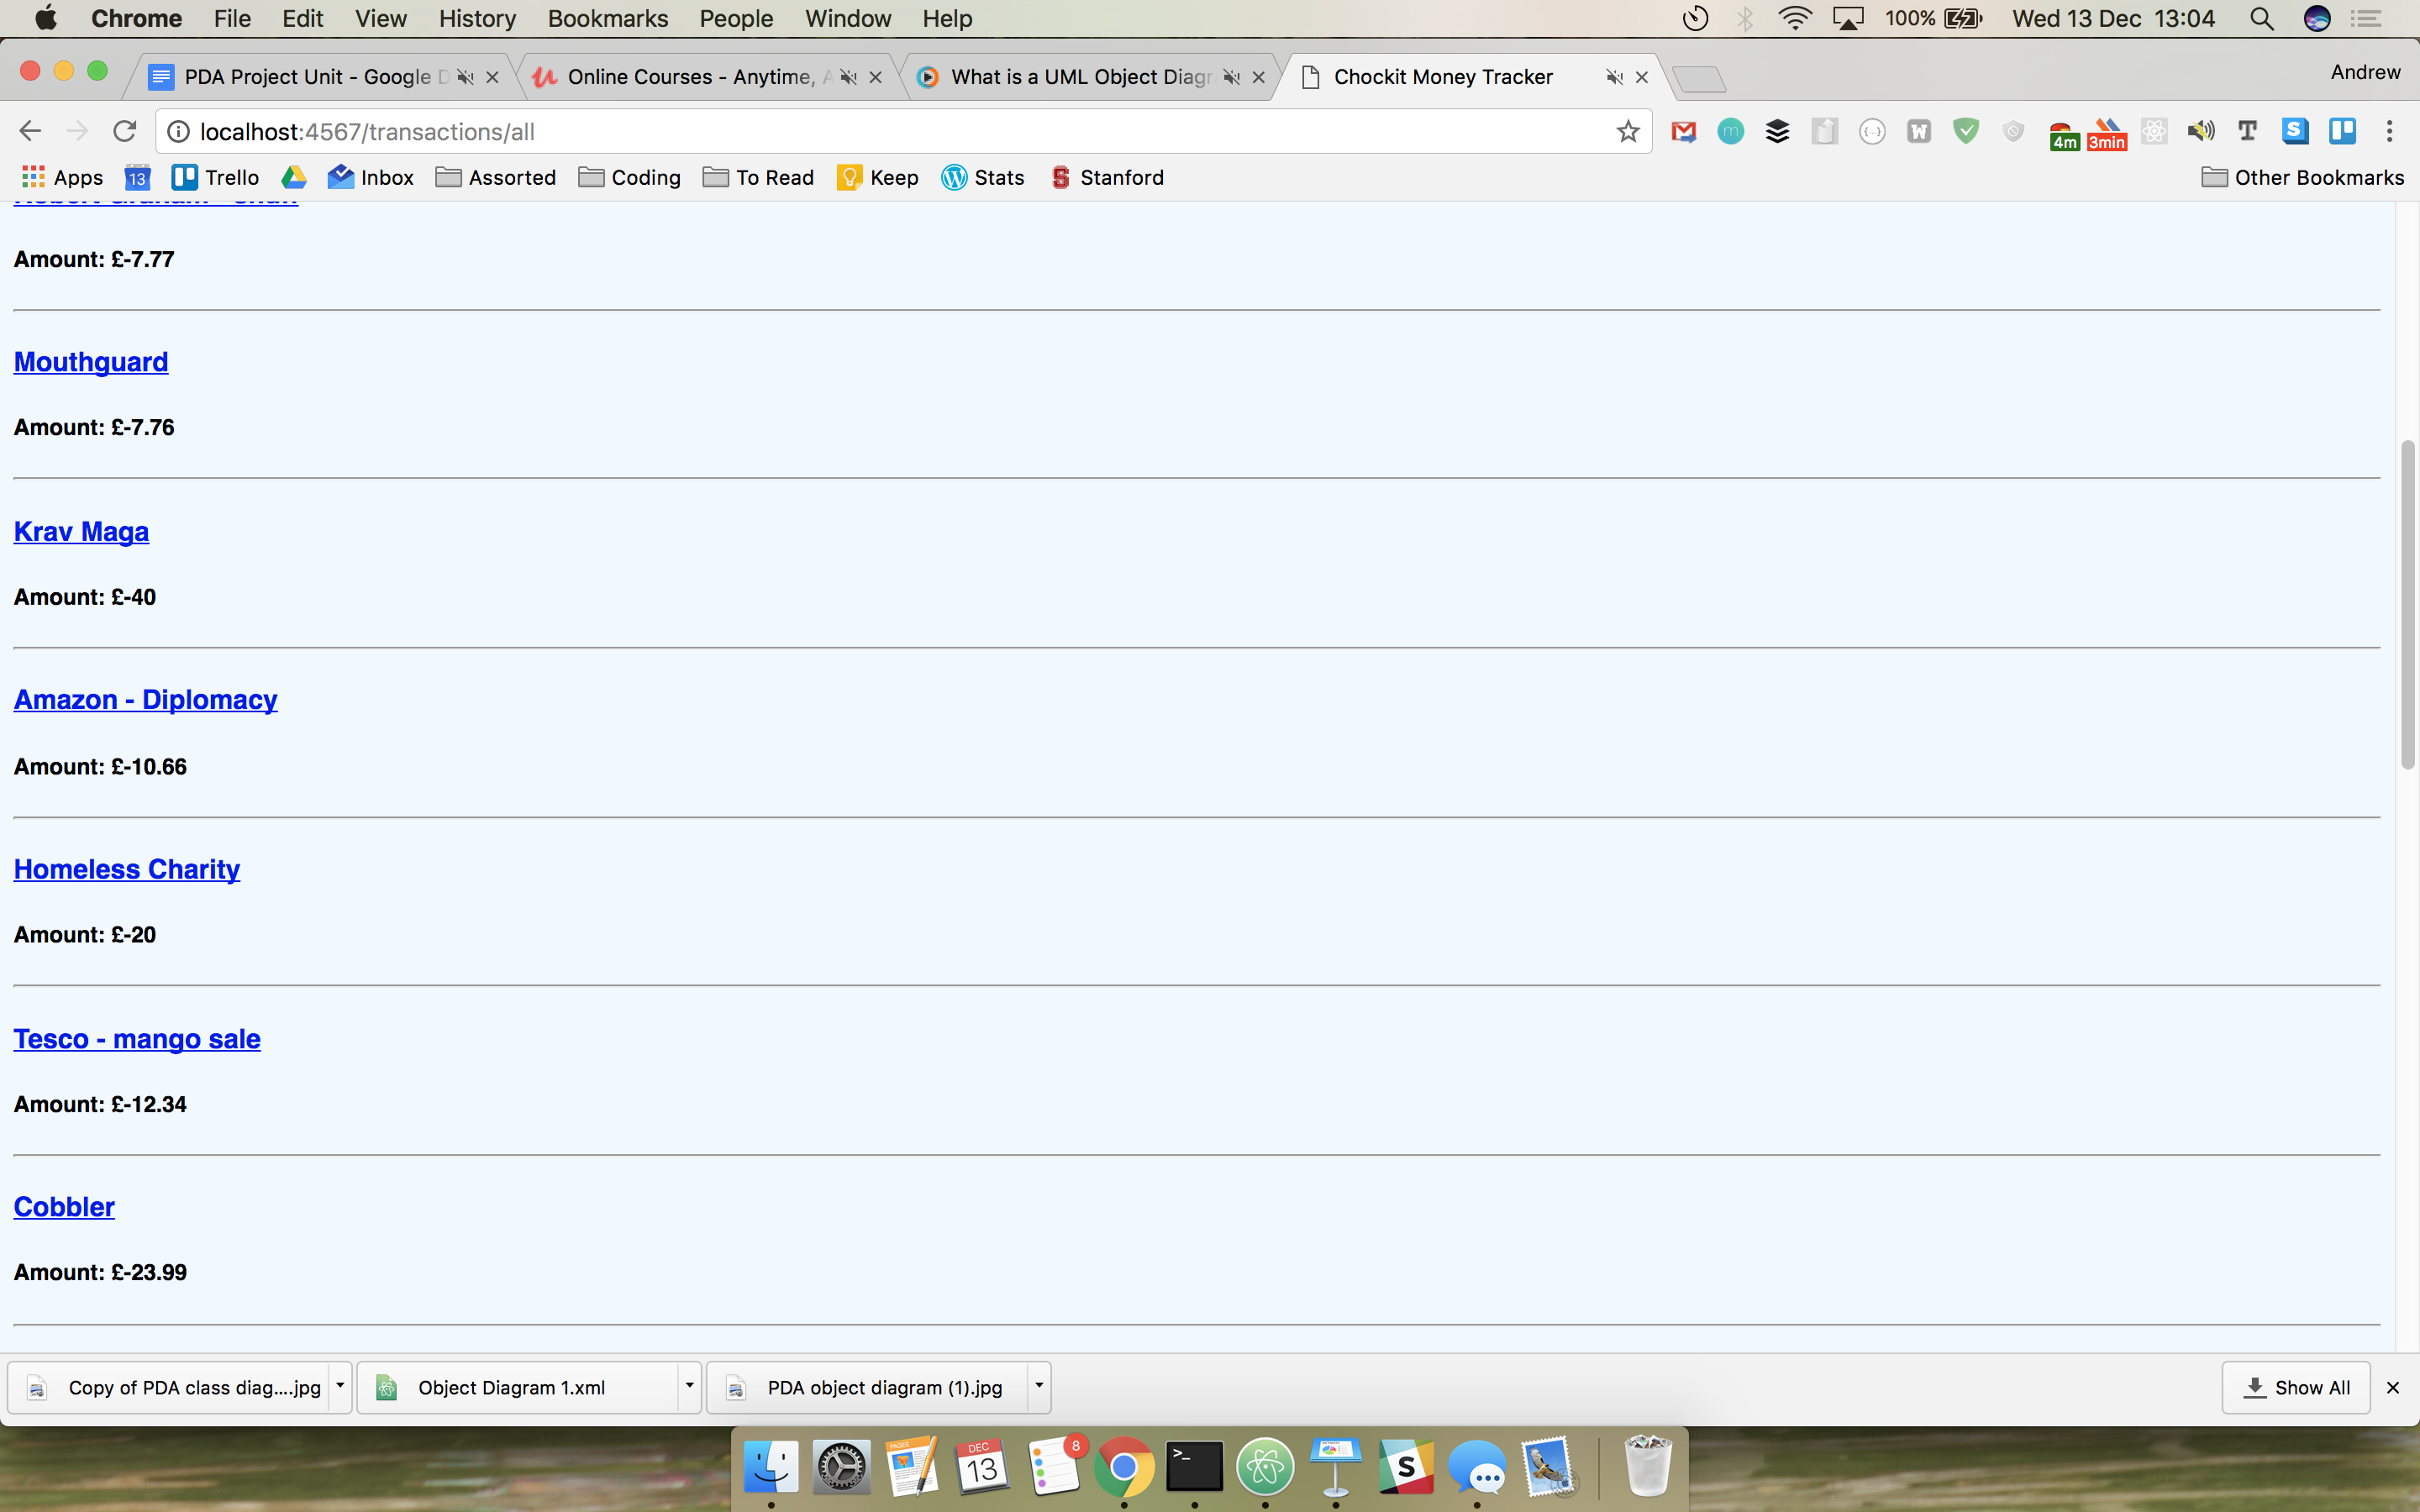 Chrome File Edit View History Bookmarks People Window Help 100% Wed 13 Dec 13:04
PDA Project Unit - Google D Online Courses - Anytime, A What is a UML Object Diagr Chockit Money Tracker Andrew
localhost:4567/transactions/all 4m 3min
Apps 13 Trello Inbox Assorted Coding To Read Keep Stats Stanford Other Bookmarks
Amount: £-7.77
Mouthguard
Amount: £-7.76
Krav Maga
Amount: £-40
Amazon - Diplomacy
Amount: £-10.66
Homeless Charity
Amount: £-20
Tesco - mango sale
Amount: £-12.34
Cobbler
Amount: £-23.99
Copy of PDA class diag....jpg Object Diagram 1.xml PDA object diagram (1).jpg Show All
PAGES DEC 13 8 S